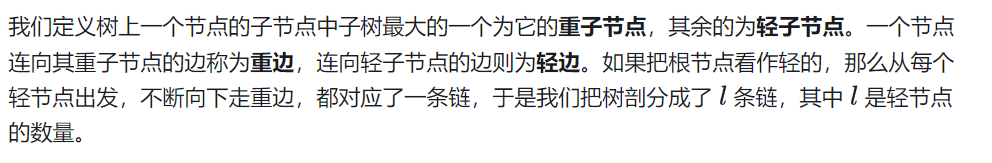 我们定义树上一个节点的子节点中子树最大的一个为它的重子节点，其余的为轻子节点。一个节点
连向其重子节点的边称为重边，连向轻子节点的边则为轻边。如果把根节点看作轻的，那么从每个
轻节点出发，不断向下走重边，都对应了一条链，于是我们把树剖分成了 l 条链，其中 l 是轻节点
的数量。